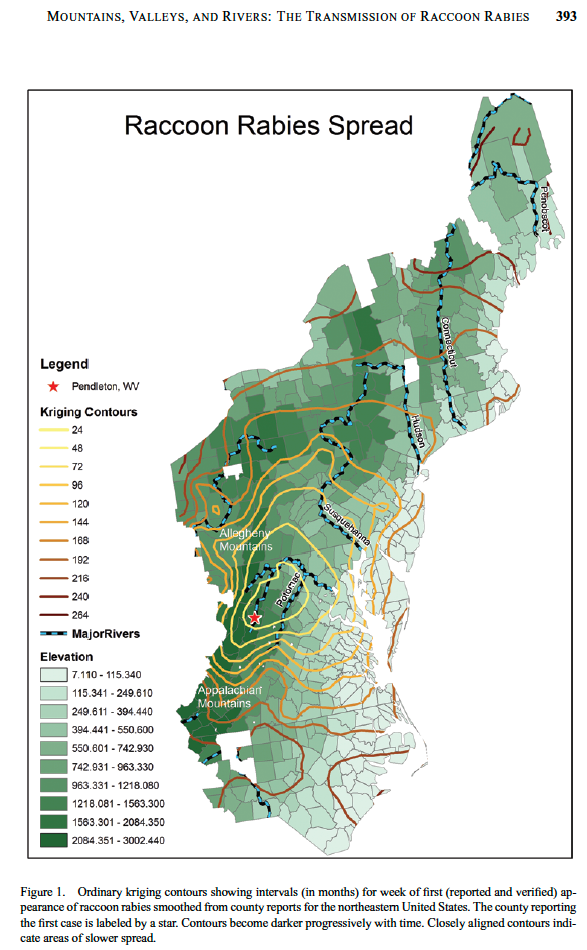 MOUNTAINS, VALLEYS, AND RIVERS: THE TRANSMISSION OF RACCOON RABIES 393
Raccoon Rabies Spread
Penobscot
Connecticut
Legend
Pendleton, WV
Kriging Contours
24
48
72
96
120
144
168
192
216
240
264
MajorRivers
Hudson
Susquehanna
Allegheny
Mountains
Potomac
Appalachian
Mountains
Elevation
7.110 - 115.340
115.341 - 249.610
249.611 - 394.440
394.441 - 550.600
550.601 - 742.930
742.931 - 963.330
963.331 - 1218.080
1218.081 - 1563.300
1563.301 - 2084.350
2084.351 - 3002.440
Figure 1. Ordinary kriging contours showing intervals (in months) for week of first (reported and verified) ap-
pearance of raccoon rabies smoothed from county reports for the northeastern United States. The county reporting
the first case is labeled by a star. Contours become darker progressively with time. Closely aligned contours indi-
cate areas of slower spread.